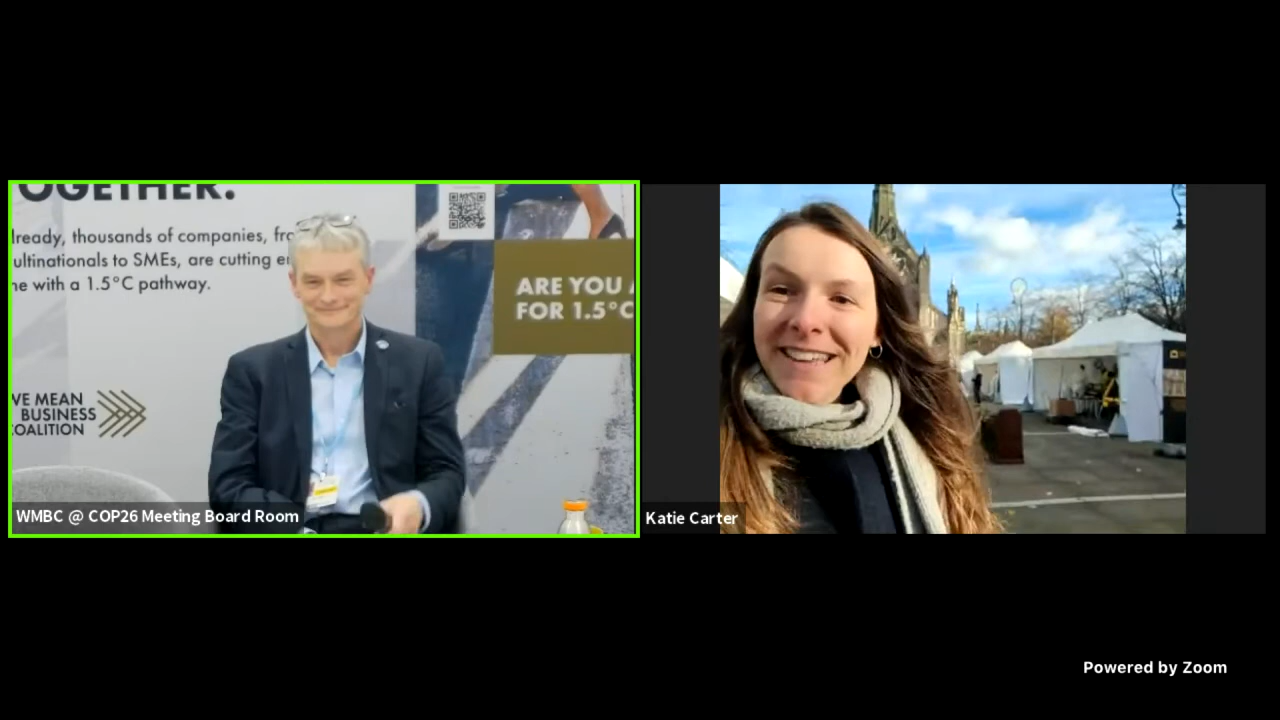 OGETHER.
lready, thousands of companies, fro
ultinationals to SMEs, are cutting e
ne with a 1.5°C pathway.
WE MEAN
BUSINESS
COALITION
ARE YOU
FOR 1.5°C
WMBC @ COP26 Meeting Board Room
Katie Carter
Powered by Zoom